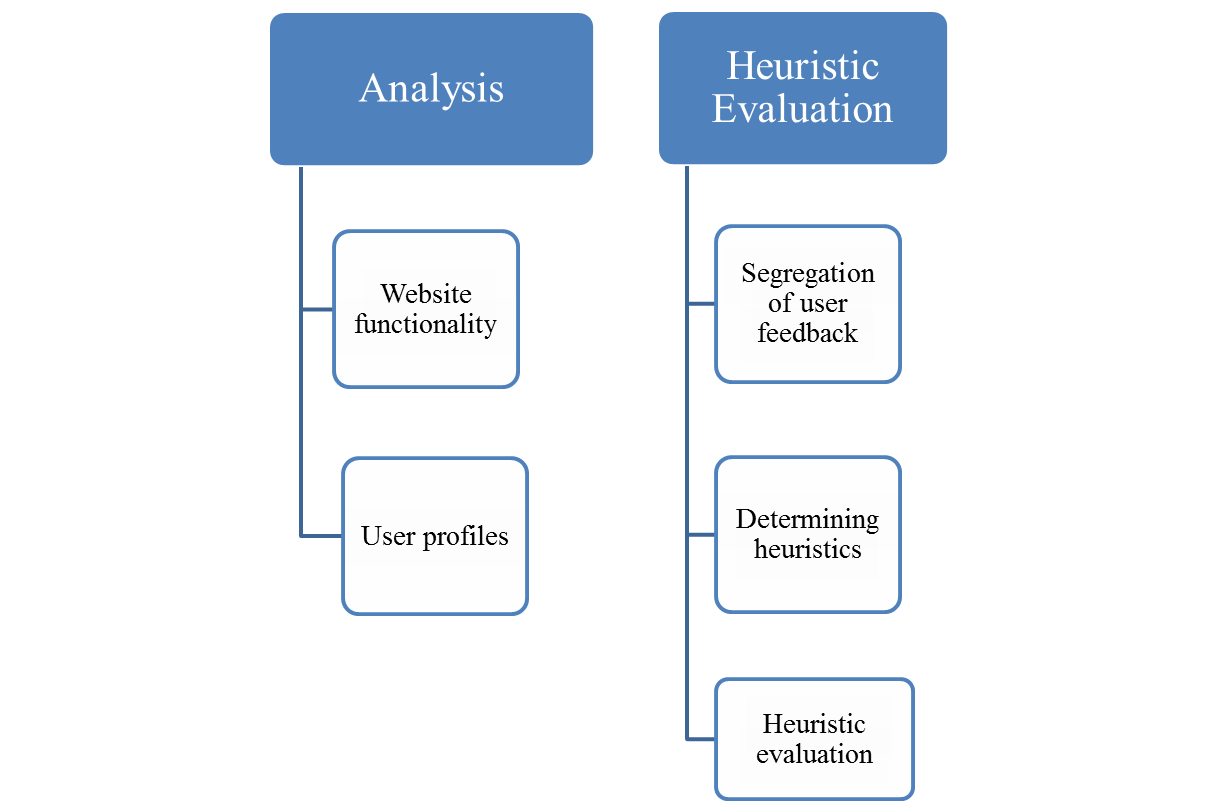 Analysis
Website
functionality
User profiles
Heuristic
Evaluation
Segregation
of user
feedback
Determining
heuristics
Heuristic
evaluation